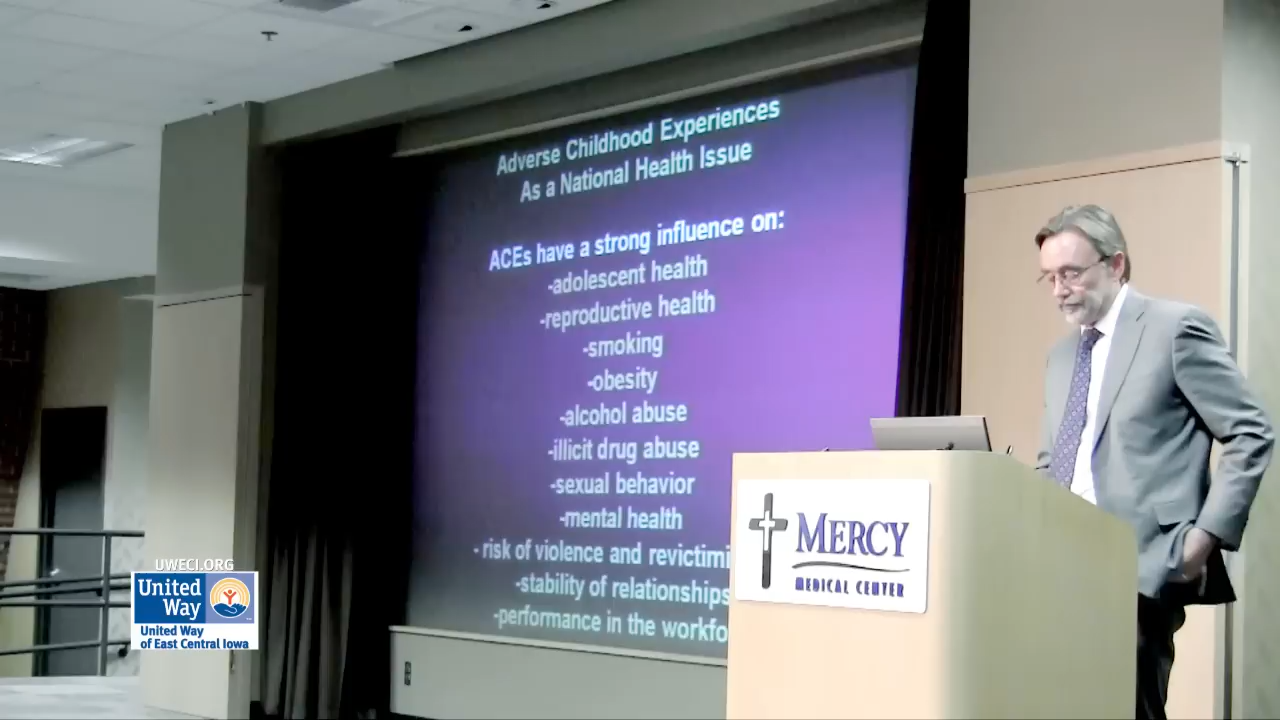 Adverse Childhood Experiences
As a National Health Issue
ACEs have a strong influence on:
-adolescent health
-reproductive health
-smoking
-obesity
-alcohol abuse
-illicit drug abuse
-sexual behavior
-mental health
- risk of violence and revictimi
-stability of relationships
-performance in the workfo
MERCY
MEDICAL CENTER
UWECI.ORG
United
Way
United Way
of East Central Iowa